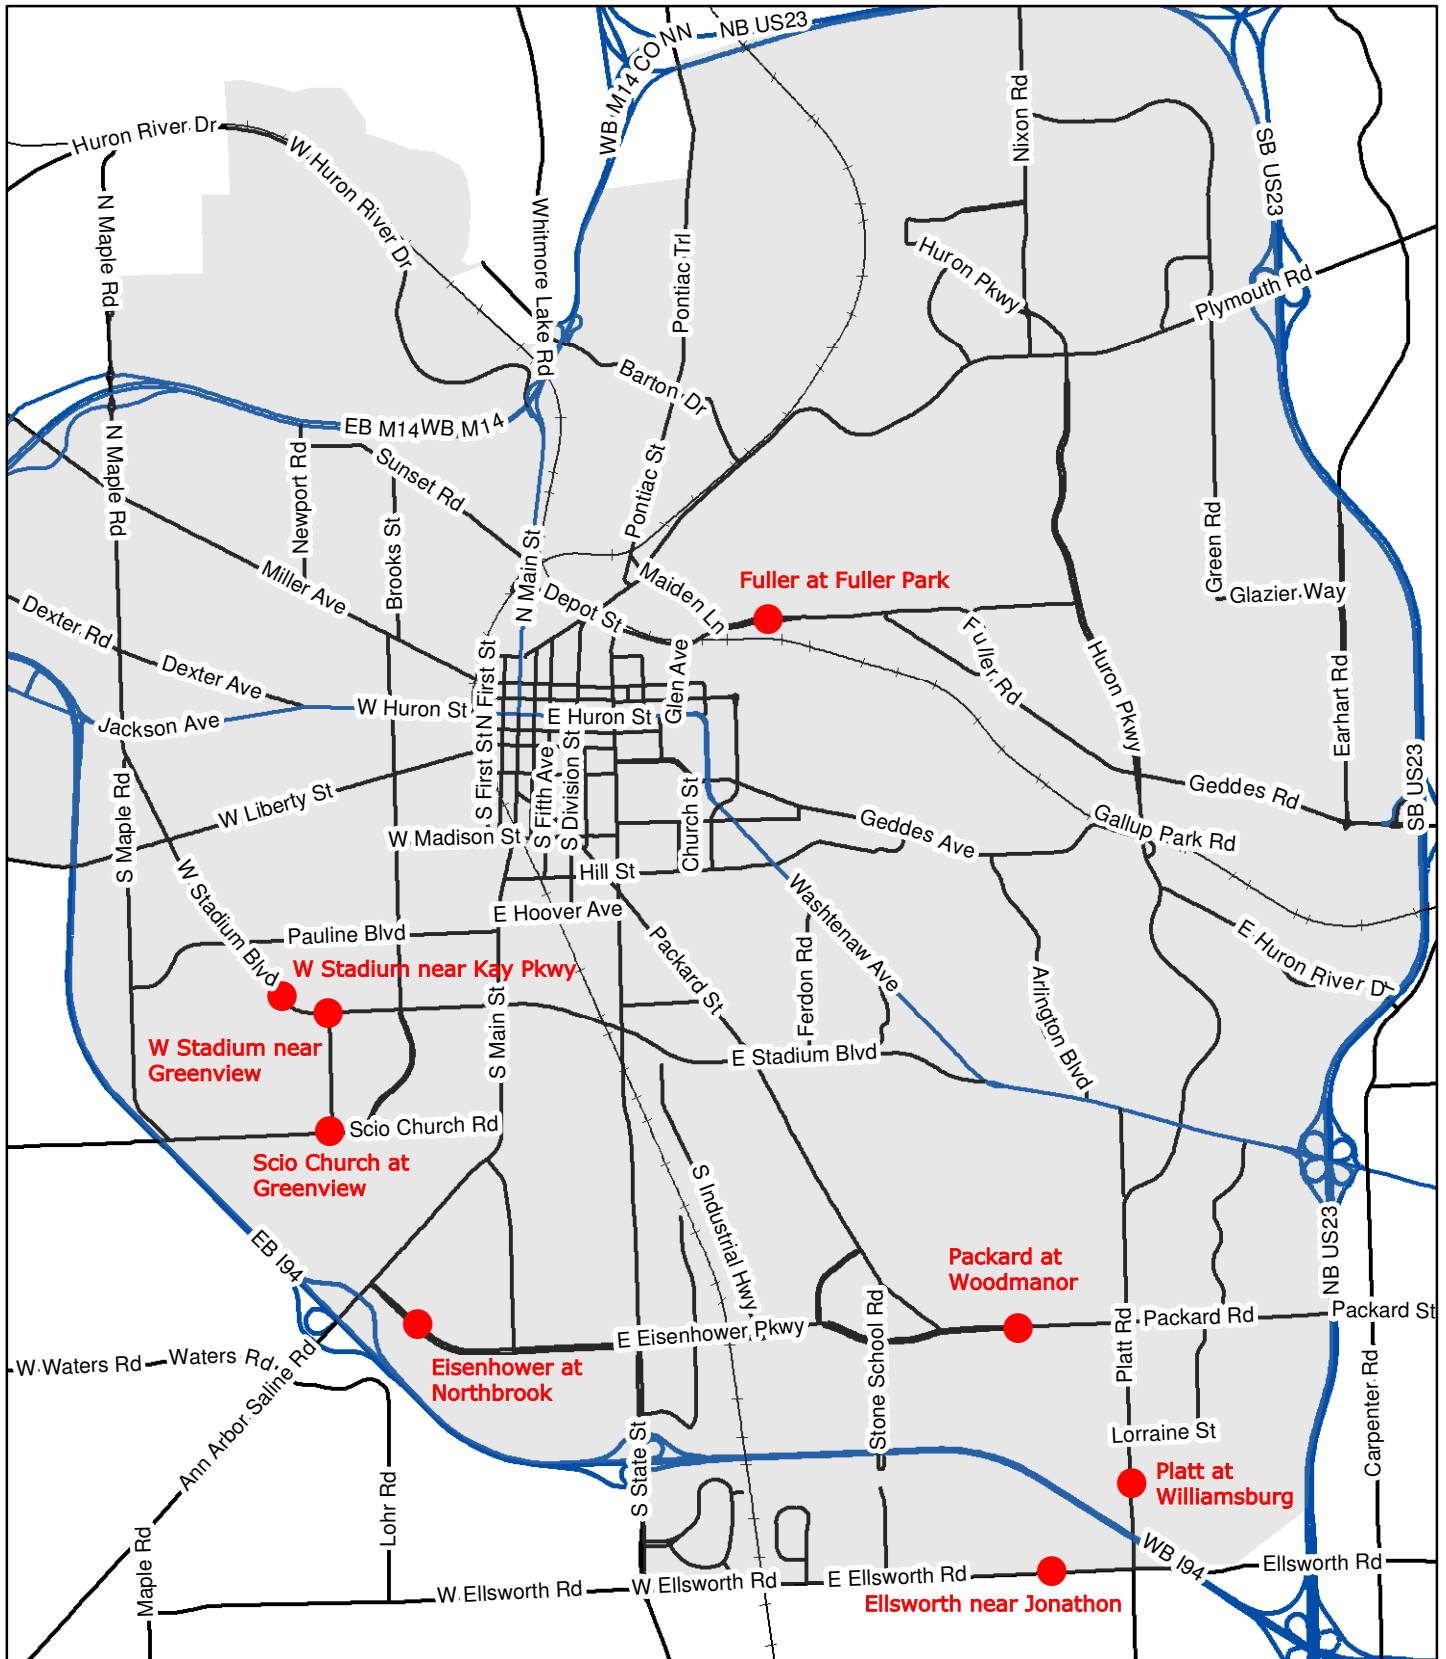 NB US23
WB M14 CONN
Nixon Rd
SB US23
Huron River Dr
W Huron River Dr
N Maple Rd
Whitmore Lake Rd
Pontiac Trl
Huron Pkwy
Plymouth Rd
Barton Dr
EB M14
WB M14
N Maple Rd
Newport Rd
Sunset Rd
Brooks St
Pontiac St
N Main St
Green Rd
Miller Ave
Depot St
Maiden Ln
Fuller at Fuller Park
Glazier Way
Dexter Rd
Dexter Ave
N First St
Glen Ave
Fuller Rd
Huron Pkwy
Earhart Rd
Jackson Ave
W Huron St
E Huron St
S Maple Rd
W Liberty St
S First St
S Fifth Ave
S Division St
Church St
Geddes Rd
SB US23
W Madison St
Geddes Ave
Gallup Park Rd
Hill St
W Stadium Blvd
Washtenaw Ave
E Hoover Ave
Pauline Blvd
Packard St
Ferdon Rd
E Huron River Dr
W Stadium near Kay Pkwy
Arlington Blvd
S Main St
W Stadium near
Greenview
E Stadium Blvd
Scio Church Rd
Scio Church at
Greenview
S Industrial Hwy
EB I94
NB US23
Packard at
Woodmanor
Stone School Rd
Platt Rd
Packard Rd
Packard St
E Eisenhower Pkwy
W Waters Rd
Waters Rd
Ann Arbor Saline Rd
Eisenhower at
Northbrook
Carpenter Rd
Lorraine St
S State St
Platt at
Williamsburg
Lohr Rd
Maple Rd
WB I94
Ellsworth Rd
W Ellsworth Rd
W Ellsworth Rd
E Ellsworth Rd
Ellsworth near Jonathon